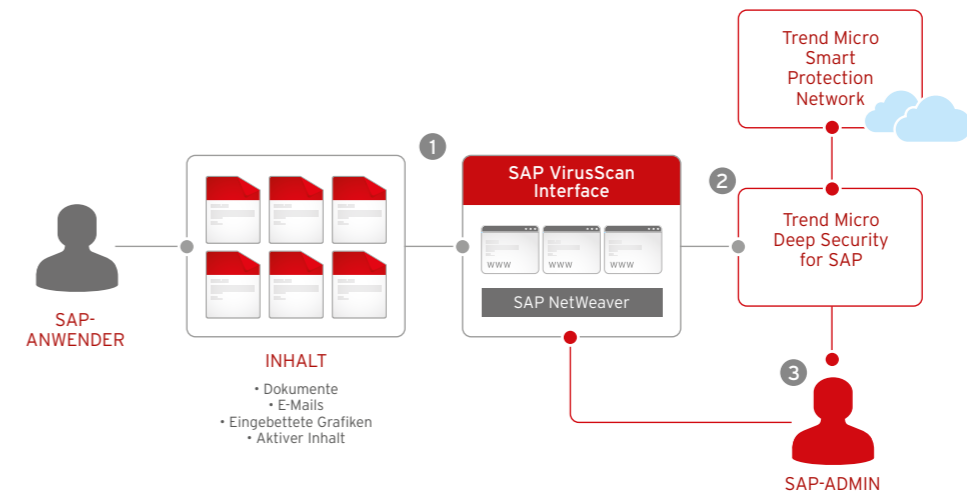 SAP-
ANWENDER
INHALT
• Dokumente
• E-Mails
• Eingebettete Grafiken
• Aktiver Inhalt
1
SAP VirusScan
Interface
www
www
www
SAP NetWeaver
2
Trend Micro
Smart
Protection
Network
Trend Micro
Deep Security
for SAP
3
SAP-ADMIN